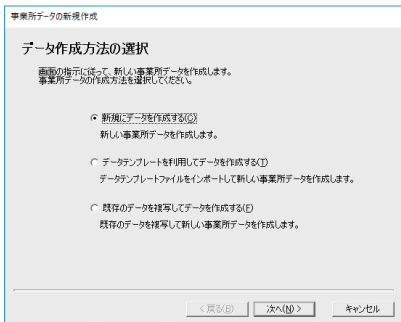 事業所データの新規作成
データ作成方法の選択
画面の指示に従って、新しい事業所データを作成します。
事業所データの作成方法を選択してください。
新規にデータを作成する(C)
新しい事業所データを作成します。
データテンプレートを利用してデータを作成する(T)
データテンプレートファイルをインポートして新しい事業所データを作成します。
既存のデータを複写してデータを作成する(F)
既存のデータを複写して新しい事業所データを作成します。
< 戻る(B) 次へ(N) > キャンセル